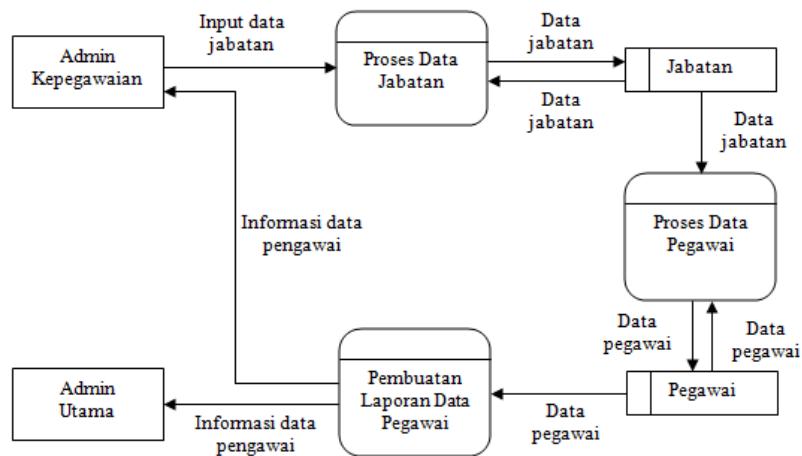 Admin
Kepegawaian
Input data
jabatan
Proses Data
Jabatan
Data
jabatan
Data
jabatan
Jabatan
Data
jabatan
Proses Data
Pegawai
Informasi data
pengawai
Data
pegawai
Data
pegawai
Admin
Utama
Informasi data
pengawai
Pembuatan
Laporan Data
Pegawai
Data
pegawai
Pegawai